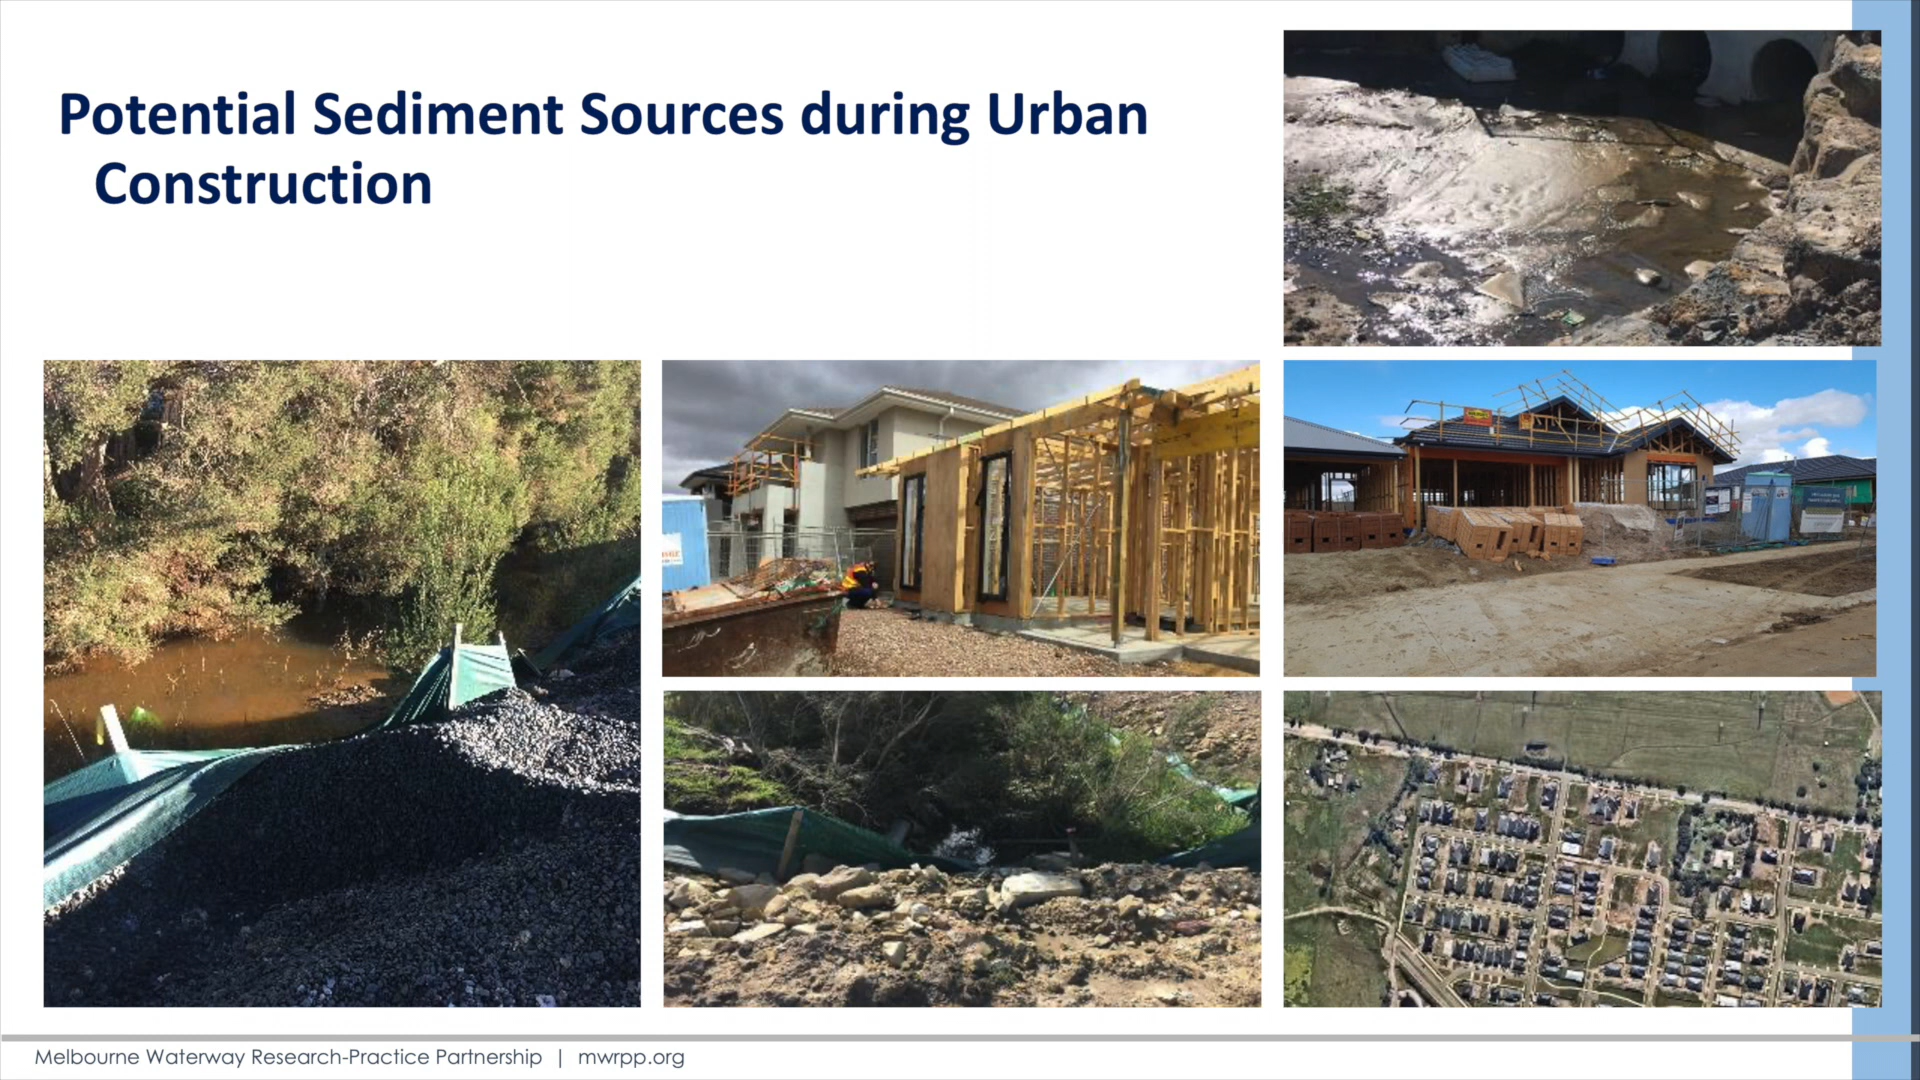 Potential Sediment Sources during Urban
Construction
Melbourne Waterway Research-Practice Partnership | mwrpp.org